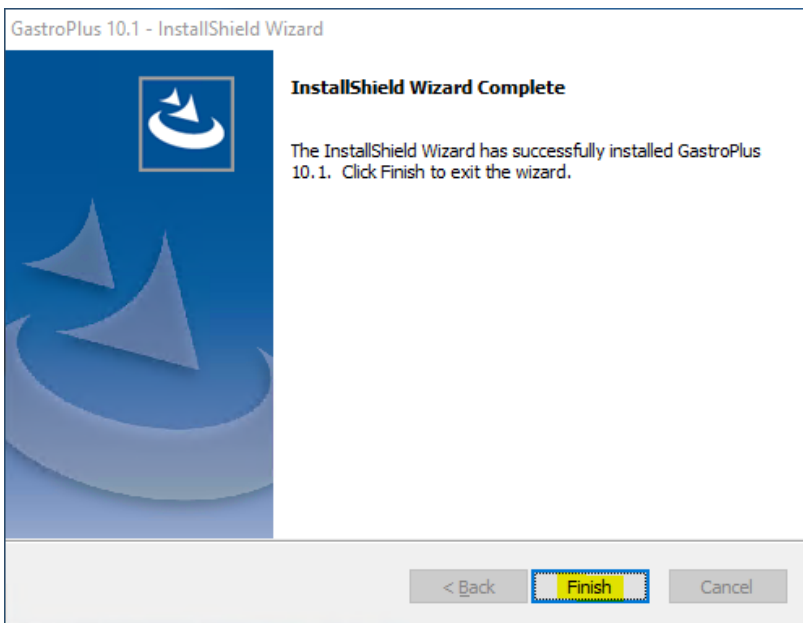 GastroPlus 10.1 - InstallShield Wizard
InstallShield Wizard Complete
The InstallShield Wizard has successfully installed GastroPlus
10.1. Click Finish to exit the wizard.
< Back
Finish
Cancel